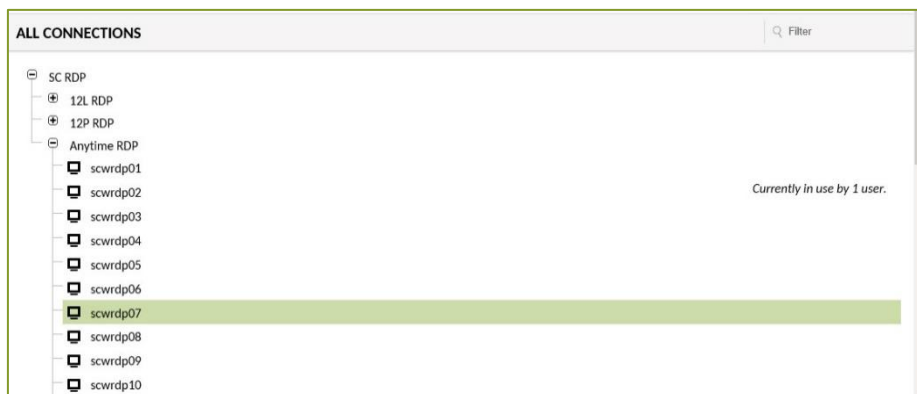 ALL CONNECTIONS
Filter
SC RDP
12L RDP
12P RDP
Anytime RDP
scwrdp01
scwrdp02 Currently in use by 1 user.
scwrdp03
scwrdp04
scwrdp05
scwrdp06
scwrdp07
scwrdp08
scwrdp09
scwrdp10